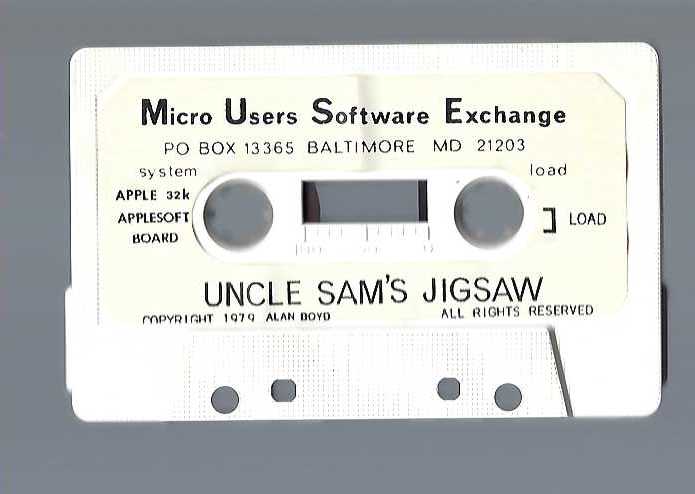 Micro Users Software Exchange
PO BOX 13365 BALTIMORE MD 21203
system load
APPLE 32k
APPLESOFT ] LOAD
BOARD
UNCLE SAM'S JIGSAW
COPYRIGHT 1979 ALAN BOYD ALL RIGHTS RESERVED